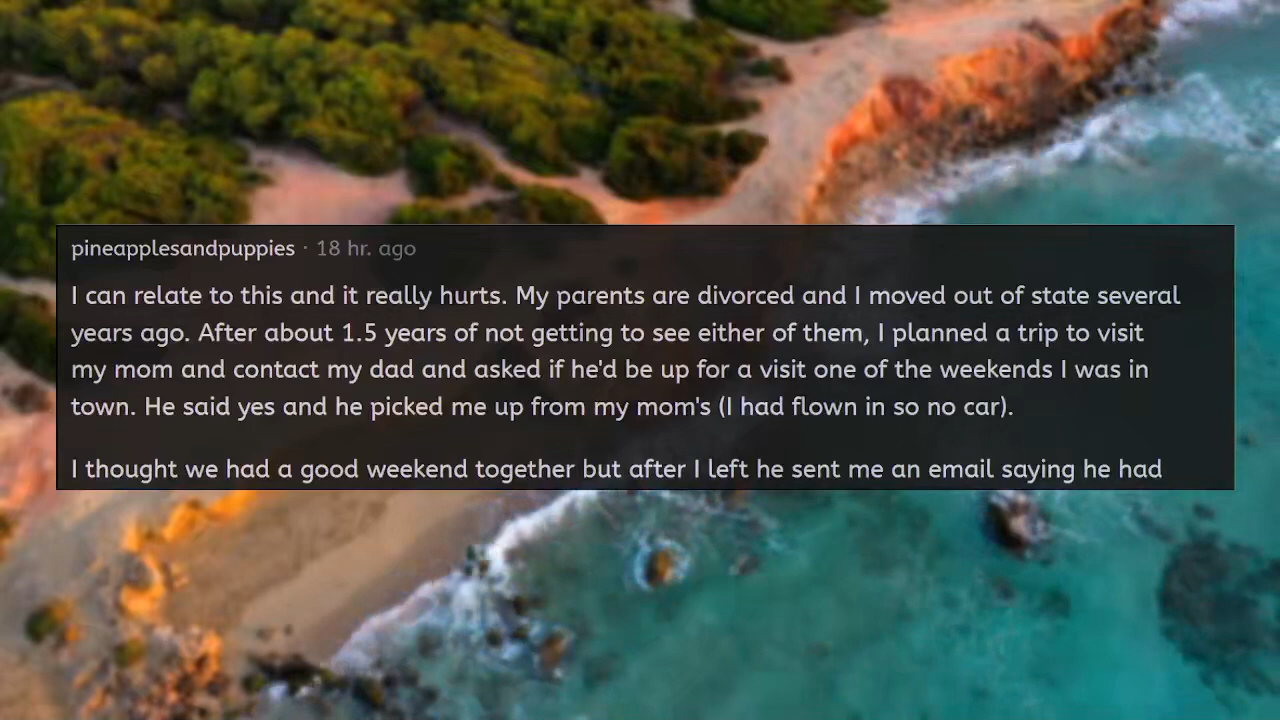 pineapplesandpuppies · 18 hr. ago
I can relate to this and it really hurts. My parents are divorced and I moved out of state several
years ago. After about 1.5 years of not getting to see either of them, I planned a trip to visit
my mom and contact my dad and asked if he'd be up for a visit one of the weekends I was in
town. He said yes and he picked me up from my mom's (I had flown in so no car).
I thought we had a good weekend together but after I left he sent me an email saying he had